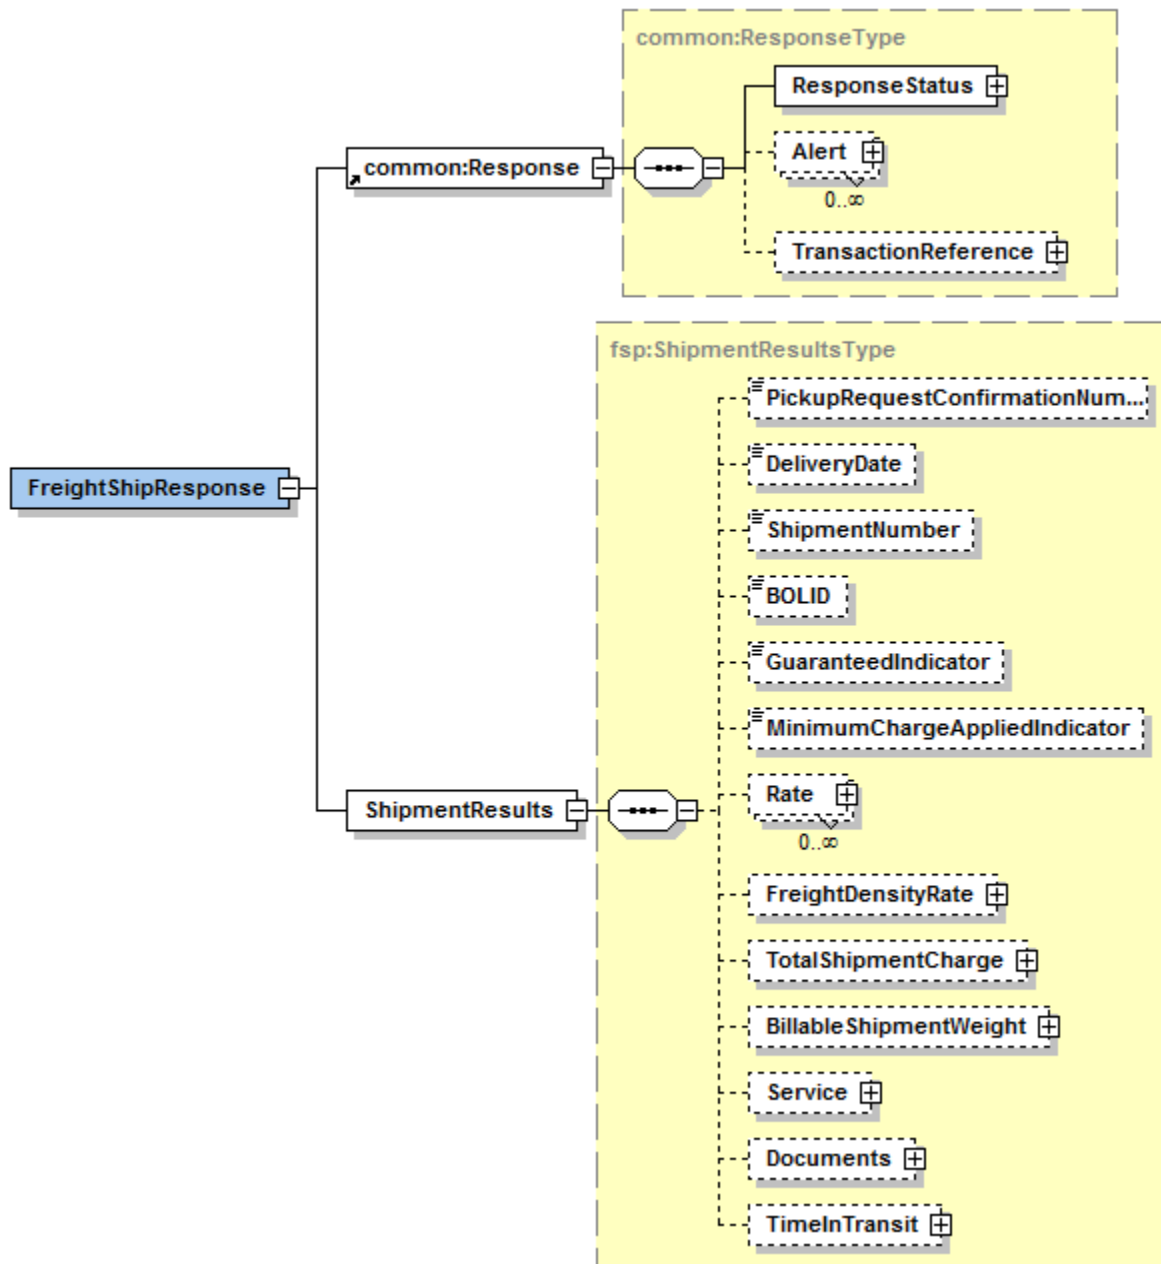 common:ResponseType
ResponseStatus
Alert
0..∞
TransactionReference
common:Response
fsp:ShipmentResultsType
PickupRequestConfirmationNum...
DeliveryDate
ShipmentNumber
BOLID
GuaranteedIndicator
MinimumChargeAppliedIndicator
Rate
0..∞
FreightDensityRate
TotalShipmentCharge
BillableShipmentWeight
Service
Documents
TimeInTransit
FreightShipResponse
ShipmentResults